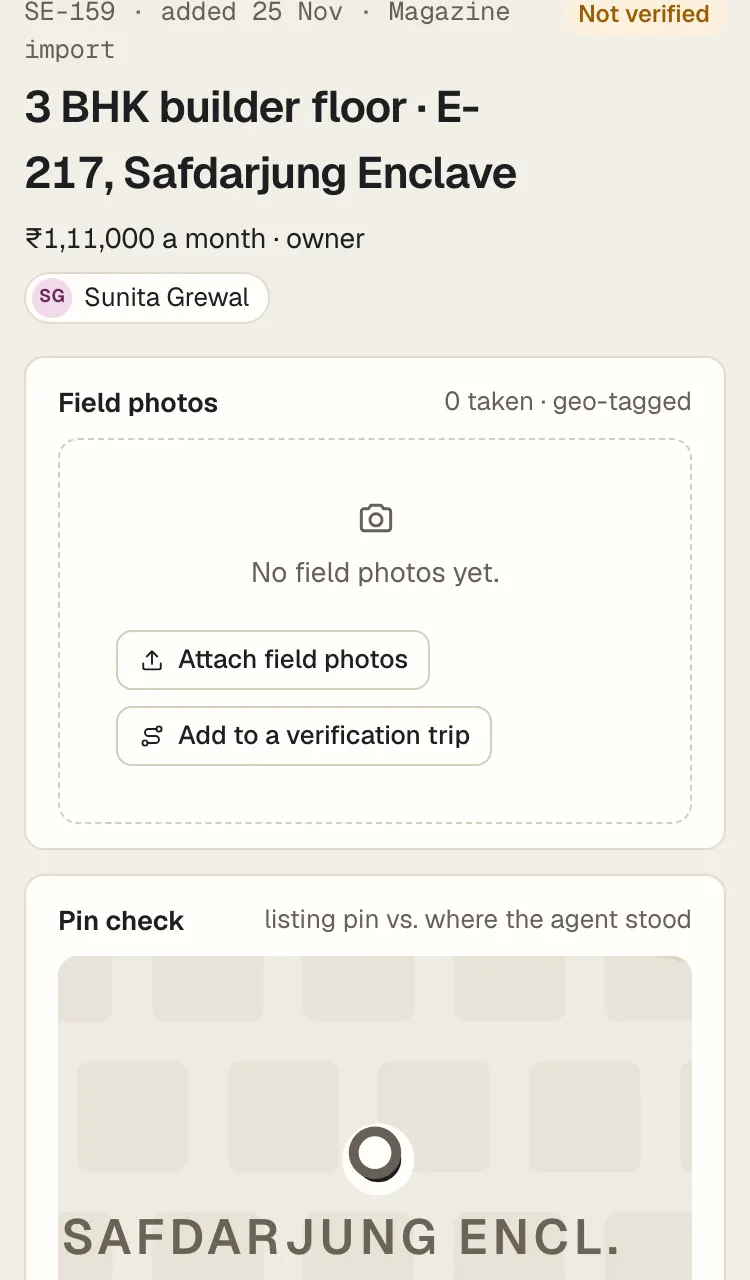 SE-159 · added 25 Nov · Magazine
import
Not verified
3 BHK builder floor · E-
217, Safdarjung Enclave
₹1,11,000 a month · owner
SG Sunita Grewal
Field photos 0 taken · geo-tagged
No field photos yet.
Attach field photos
Add to a verification trip
Pin check listing pin vs. where the agent stood
SAFDARJUNG ENCL.